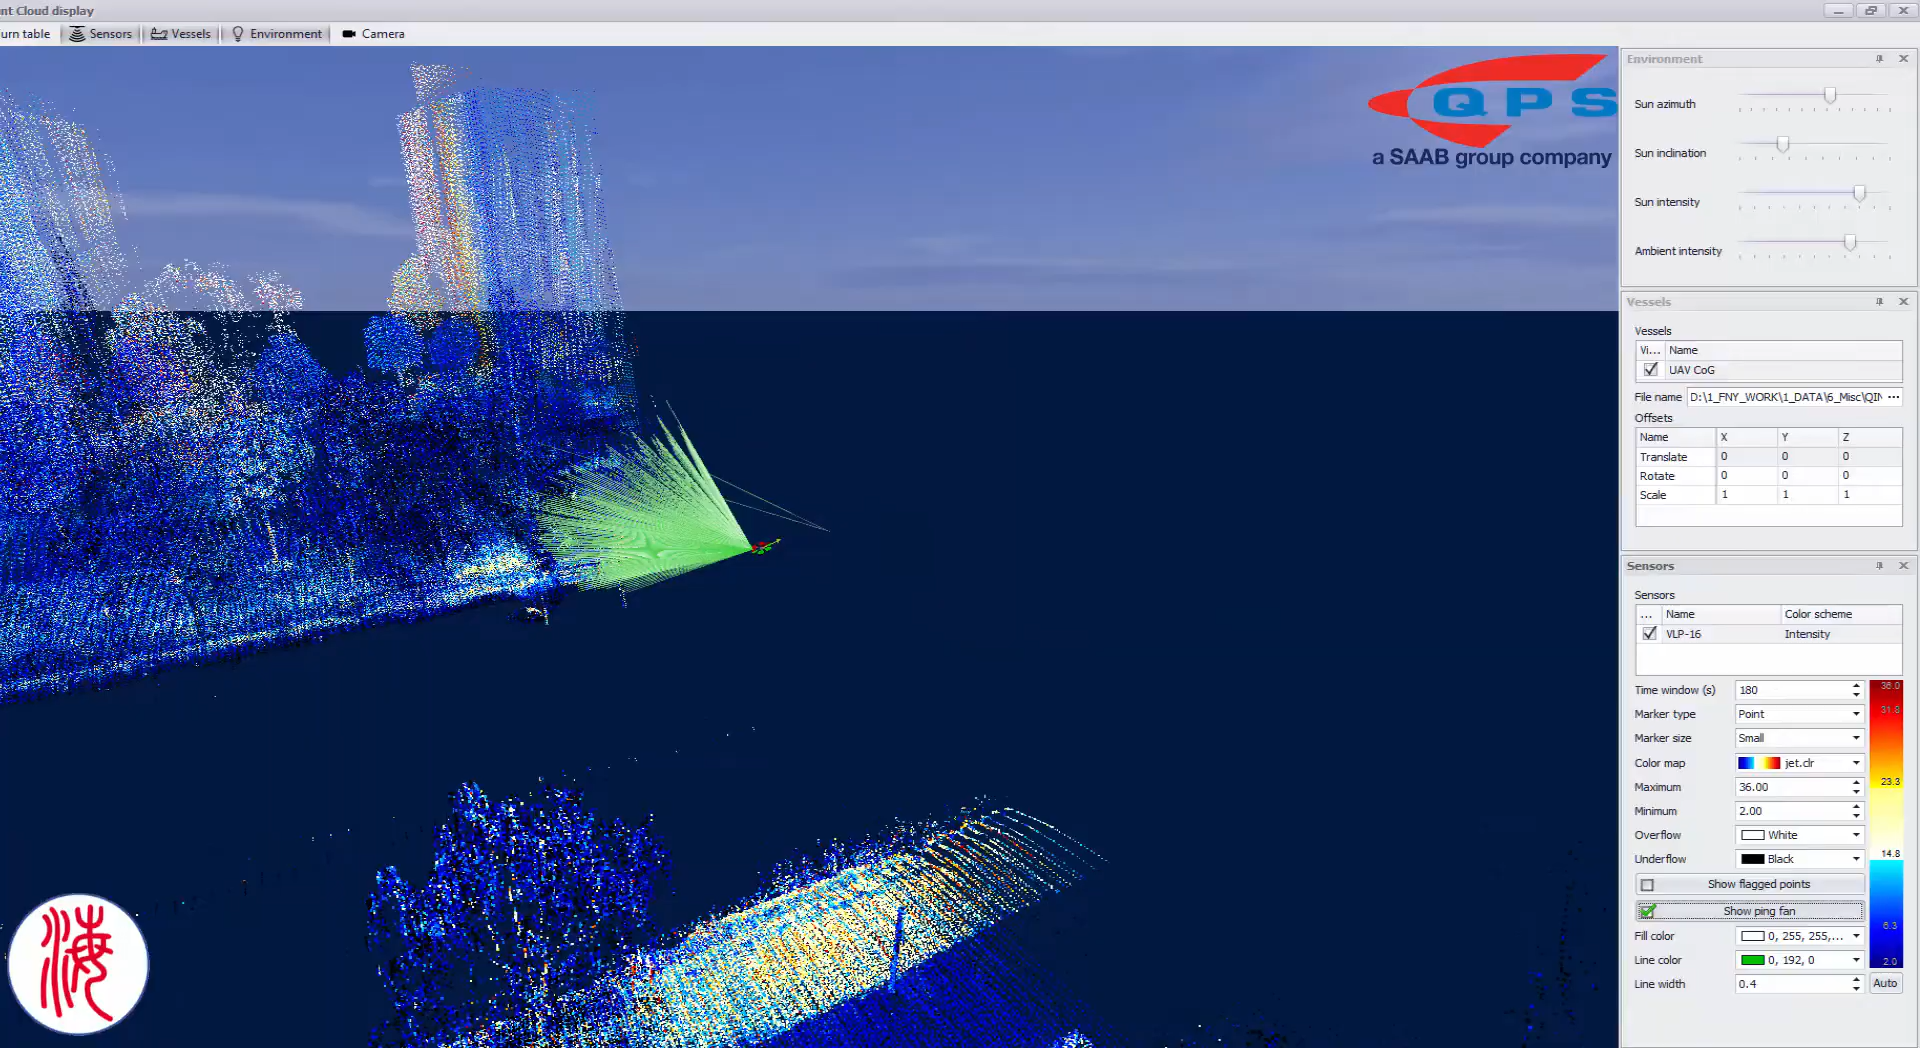 nt Cloud display
urn table Sensors Vessels Environment Camera
QPS
a SAAB group company
海
Environment
Sun azimuth
Sun inclination
Sun intensity
Ambient intensity
Vessels
Vessels
Vi... Name
UAV CoG
File name D:\1_FNY_WORK\1_DATA\6_Misc\QIN ...
Offsets
Name X Y Z
Translate 0 0 0
Rotate 0 0 0
Scale 1 1 1
Sensors
Sensors
... Name Color scheme
VLP-16 Intensity
Time window (s) 180
Marker type Point
Marker size Small
Color map jet.clr
Maximum 36.00
Minimum 2.00
Overflow White
Underflow Black
Show flagged points
Show ping fan
Fill color 0, 255, 255,...
Line color 0, 192, 0
Line width 0.4 Auto
36.0
31.8
23.3
14.8
6.3
2.0